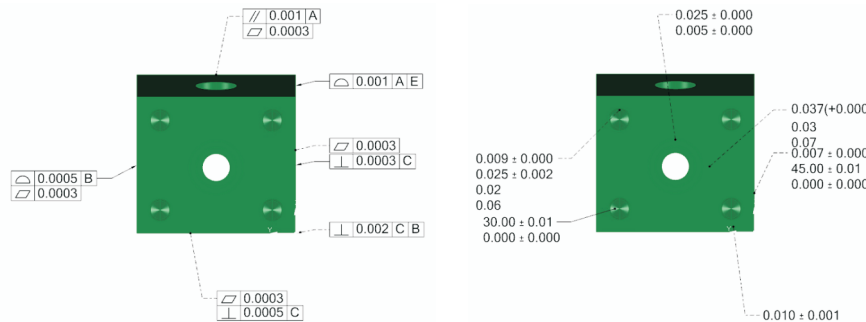 // 0.001 A
⏥ 0.0003
⌓ 0.001 A E
⏥ 0.0003
⟂ 0.0003 C
⌓ 0.0005 B
⏥ 0.0003
⟂ 0.002 C B
⏥ 0.0003
⟂ 0.0005 C
0.025 ± 0.000
0.005 ± 0.000
0.037(+0.000
0.03
0.07
0.007 ± 0.000
45.00 ± 0.01
0.000 ± 0.000
0.009 ± 0.000
0.025 ± 0.002
0.02
0.06
30.00 ± 0.01
0.000 ± 0.000
0.010 ± 0.001